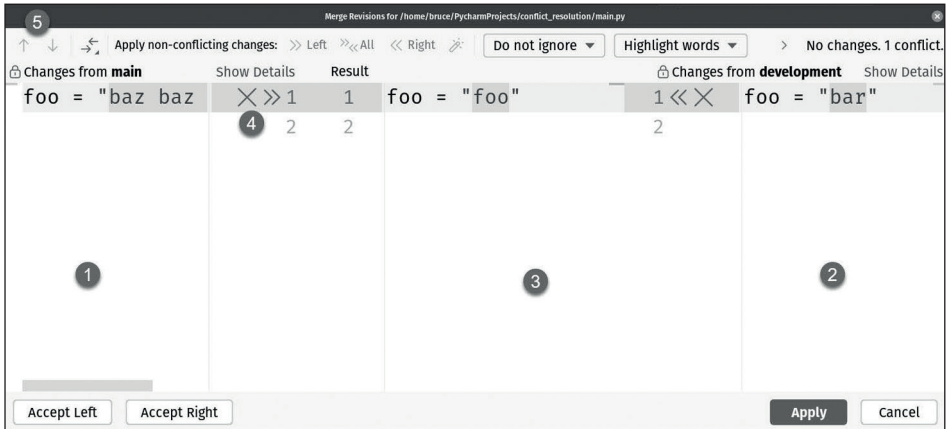 Merge Revisions for /home/bruce/PycharmProjects/conflict_resolution/main.py
5
Apply non-conflicting changes: Left All Right Do not ignore Highlight words No changes. 1 conflict.
Changes from main Show Details Result Changes from development Show Details
foo = "baz baz 1 1 foo = "foo" 1 foo = "bar"
4 2 2 2
1 3 2
Accept Left Accept Right Apply Cancel